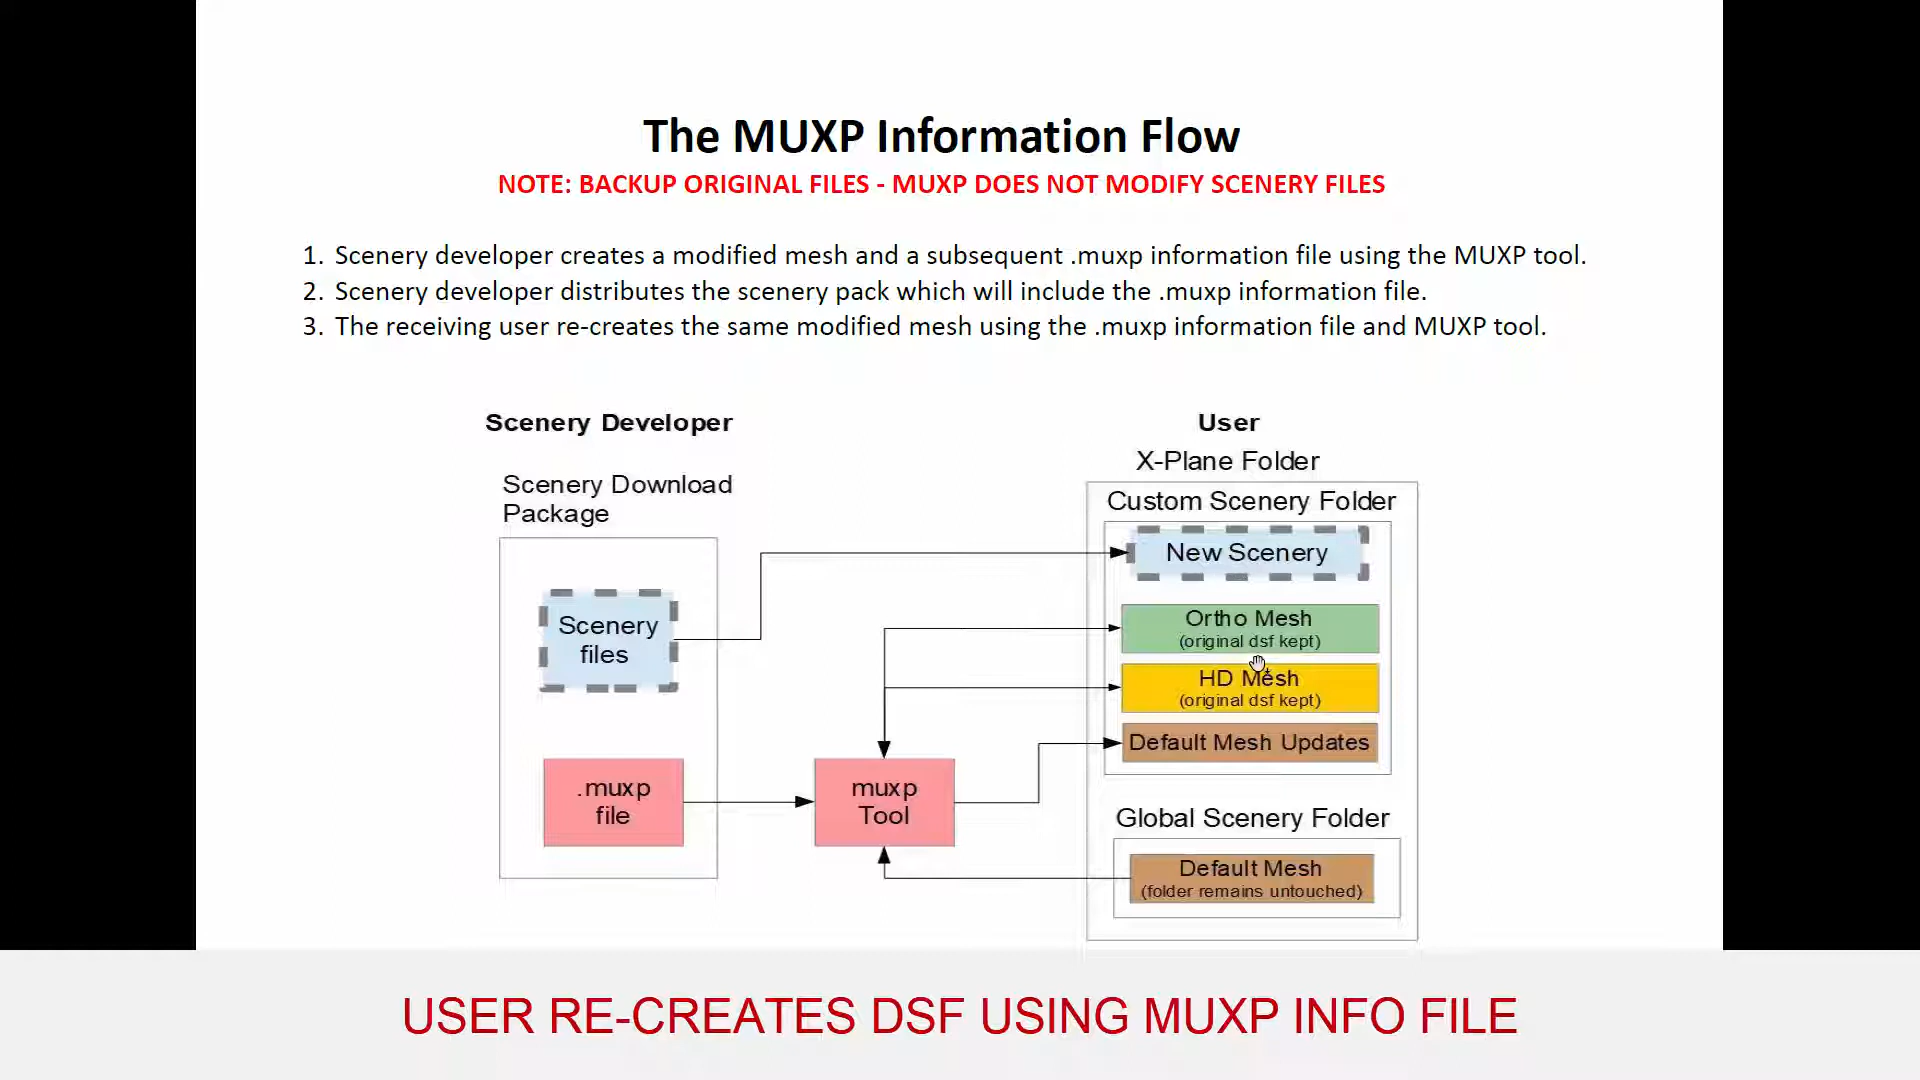 The MUXP Information Flow
NOTE: BACKUP ORIGINAL FILES - MUXP DOES NOT MODIFY SCENERY FILES
1. Scenery developer creates a modified mesh and a subsequent .muxp information file using the MUXP tool.
2. Scenery developer distributes the scenery pack which will include the .muxp information file.
3. The receiving user re-creates the same modified mesh using the .muxp information file and MUXP tool.
Scenery Developer
User
X-Plane Folder
Scenery Download
Package
Custom Scenery Folder
New Scenery
Scenery
files
Ortho Mesh
(original dsf kept)
HD Mesh
(original dsf kept)
Default Mesh Updates
.muxp
file
muxp
Tool
Global Scenery Folder
Default Mesh
(folder remains untouched)
USER RE-CREATES DSF USING MUXP INFO FILE